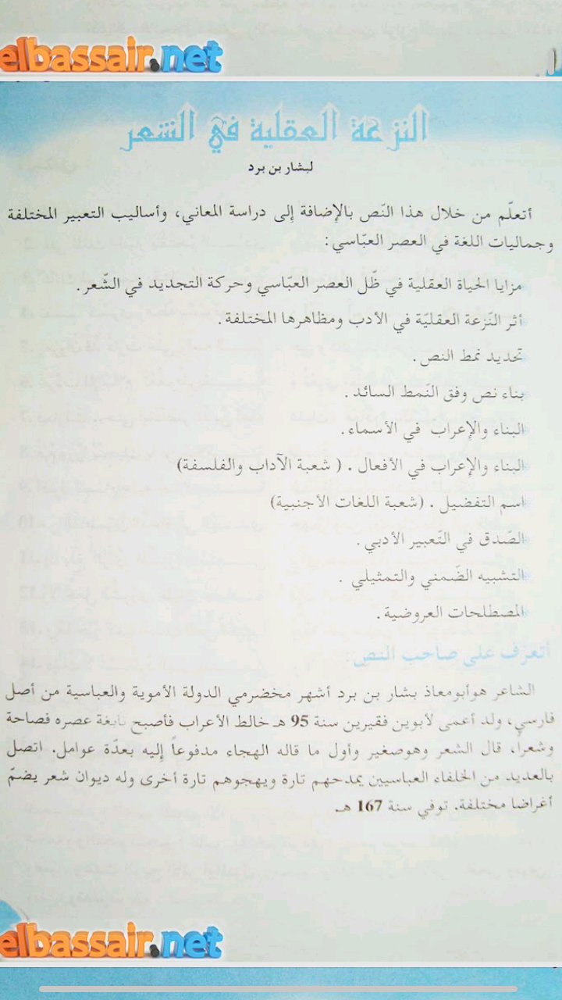 elbassair.net
النزعة العقلية في الشعر
لبشار بن برد
أتعلّم من خلال هذا النّص بالإضافة إلى دراسة المعاني، وأساليب التعبير المختلفة
وجماليات اللغة في العصر العبّاسي :
مزايا الحياة العقلية في ظّل العصر العبّاسي وحركة التجديد في الشّعر.
أثر النّزعة العقليّة في الأدب ومظاهرها المختلفة.
تحديد نمط النص.
بناء نص وفق النّمط السائد.
البناء والإعراب في الأسماء.
البناء والإعراب في الأفعال . ( شعبة الآداب والفلسفة)
اسم التفضيل . (شعبة اللغات الأجنبية)
الصّدق في التّعبير الأدبي.
التشبيه الضّمني والتمثيلي .
المصطلحات العروضية.
أتعرف على صاحب النص:
الشاعر هوأبومعاذ بشار بن برد أشهر مخضرمي الدولة الأموية والعباسية من أصل
فارسي، ولد أعمى لأبوين فقيرين سنة 95 هـ خالط الأعراب فأصبح نابغة عصره فصاحة
وشعراً، قال الشعر وهوصغير وأول ما قاله الهجاء مدفوعاً إليه بعدّة عوامل. اتصل
بالعديد من الخلفاء العباسيين يمدحهم تارة ويهجوهم تارة أخرى وله ديوان شعر يضمّ
أغراضا مختلفة. توفي سنة 167 هـ
elbassair.net